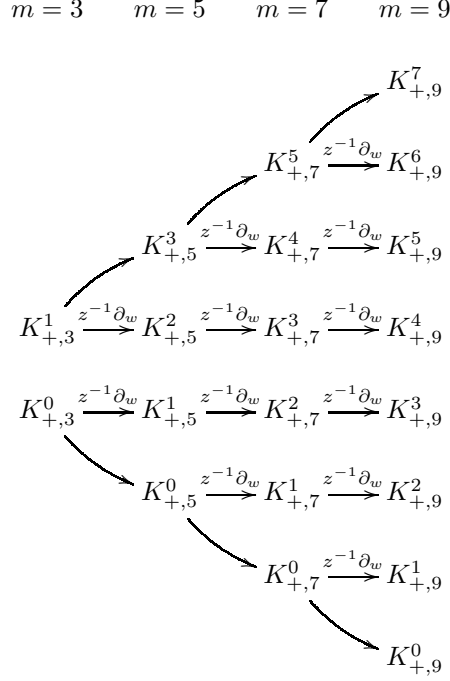 m = 3 m = 5 m = 7 m = 9
K^7_{+,9}
K^5_{+,7} z^{-1}∂_w K^6_{+,9}
K^3_{+,5} z^{-1}∂_w K^4_{+,7} z^{-1}∂_w K^5_{+,9}
K^1_{+,3} z^{-1}∂_w K^2_{+,5} z^{-1}∂_w K^3_{+,7} z^{-1}∂_w K^4_{+,9}
K^0_{+,3} z^{-1}∂_w K^1_{+,5} z^{-1}∂_w K^2_{+,7} z^{-1}∂_w K^3_{+,9}
K^0_{+,5} z^{-1}∂_w K^1_{+,7} z^{-1}∂_w K^2_{+,9}
K^0_{+,7} z^{-1}∂_w K^1_{+,9}
K^0_{+,9}